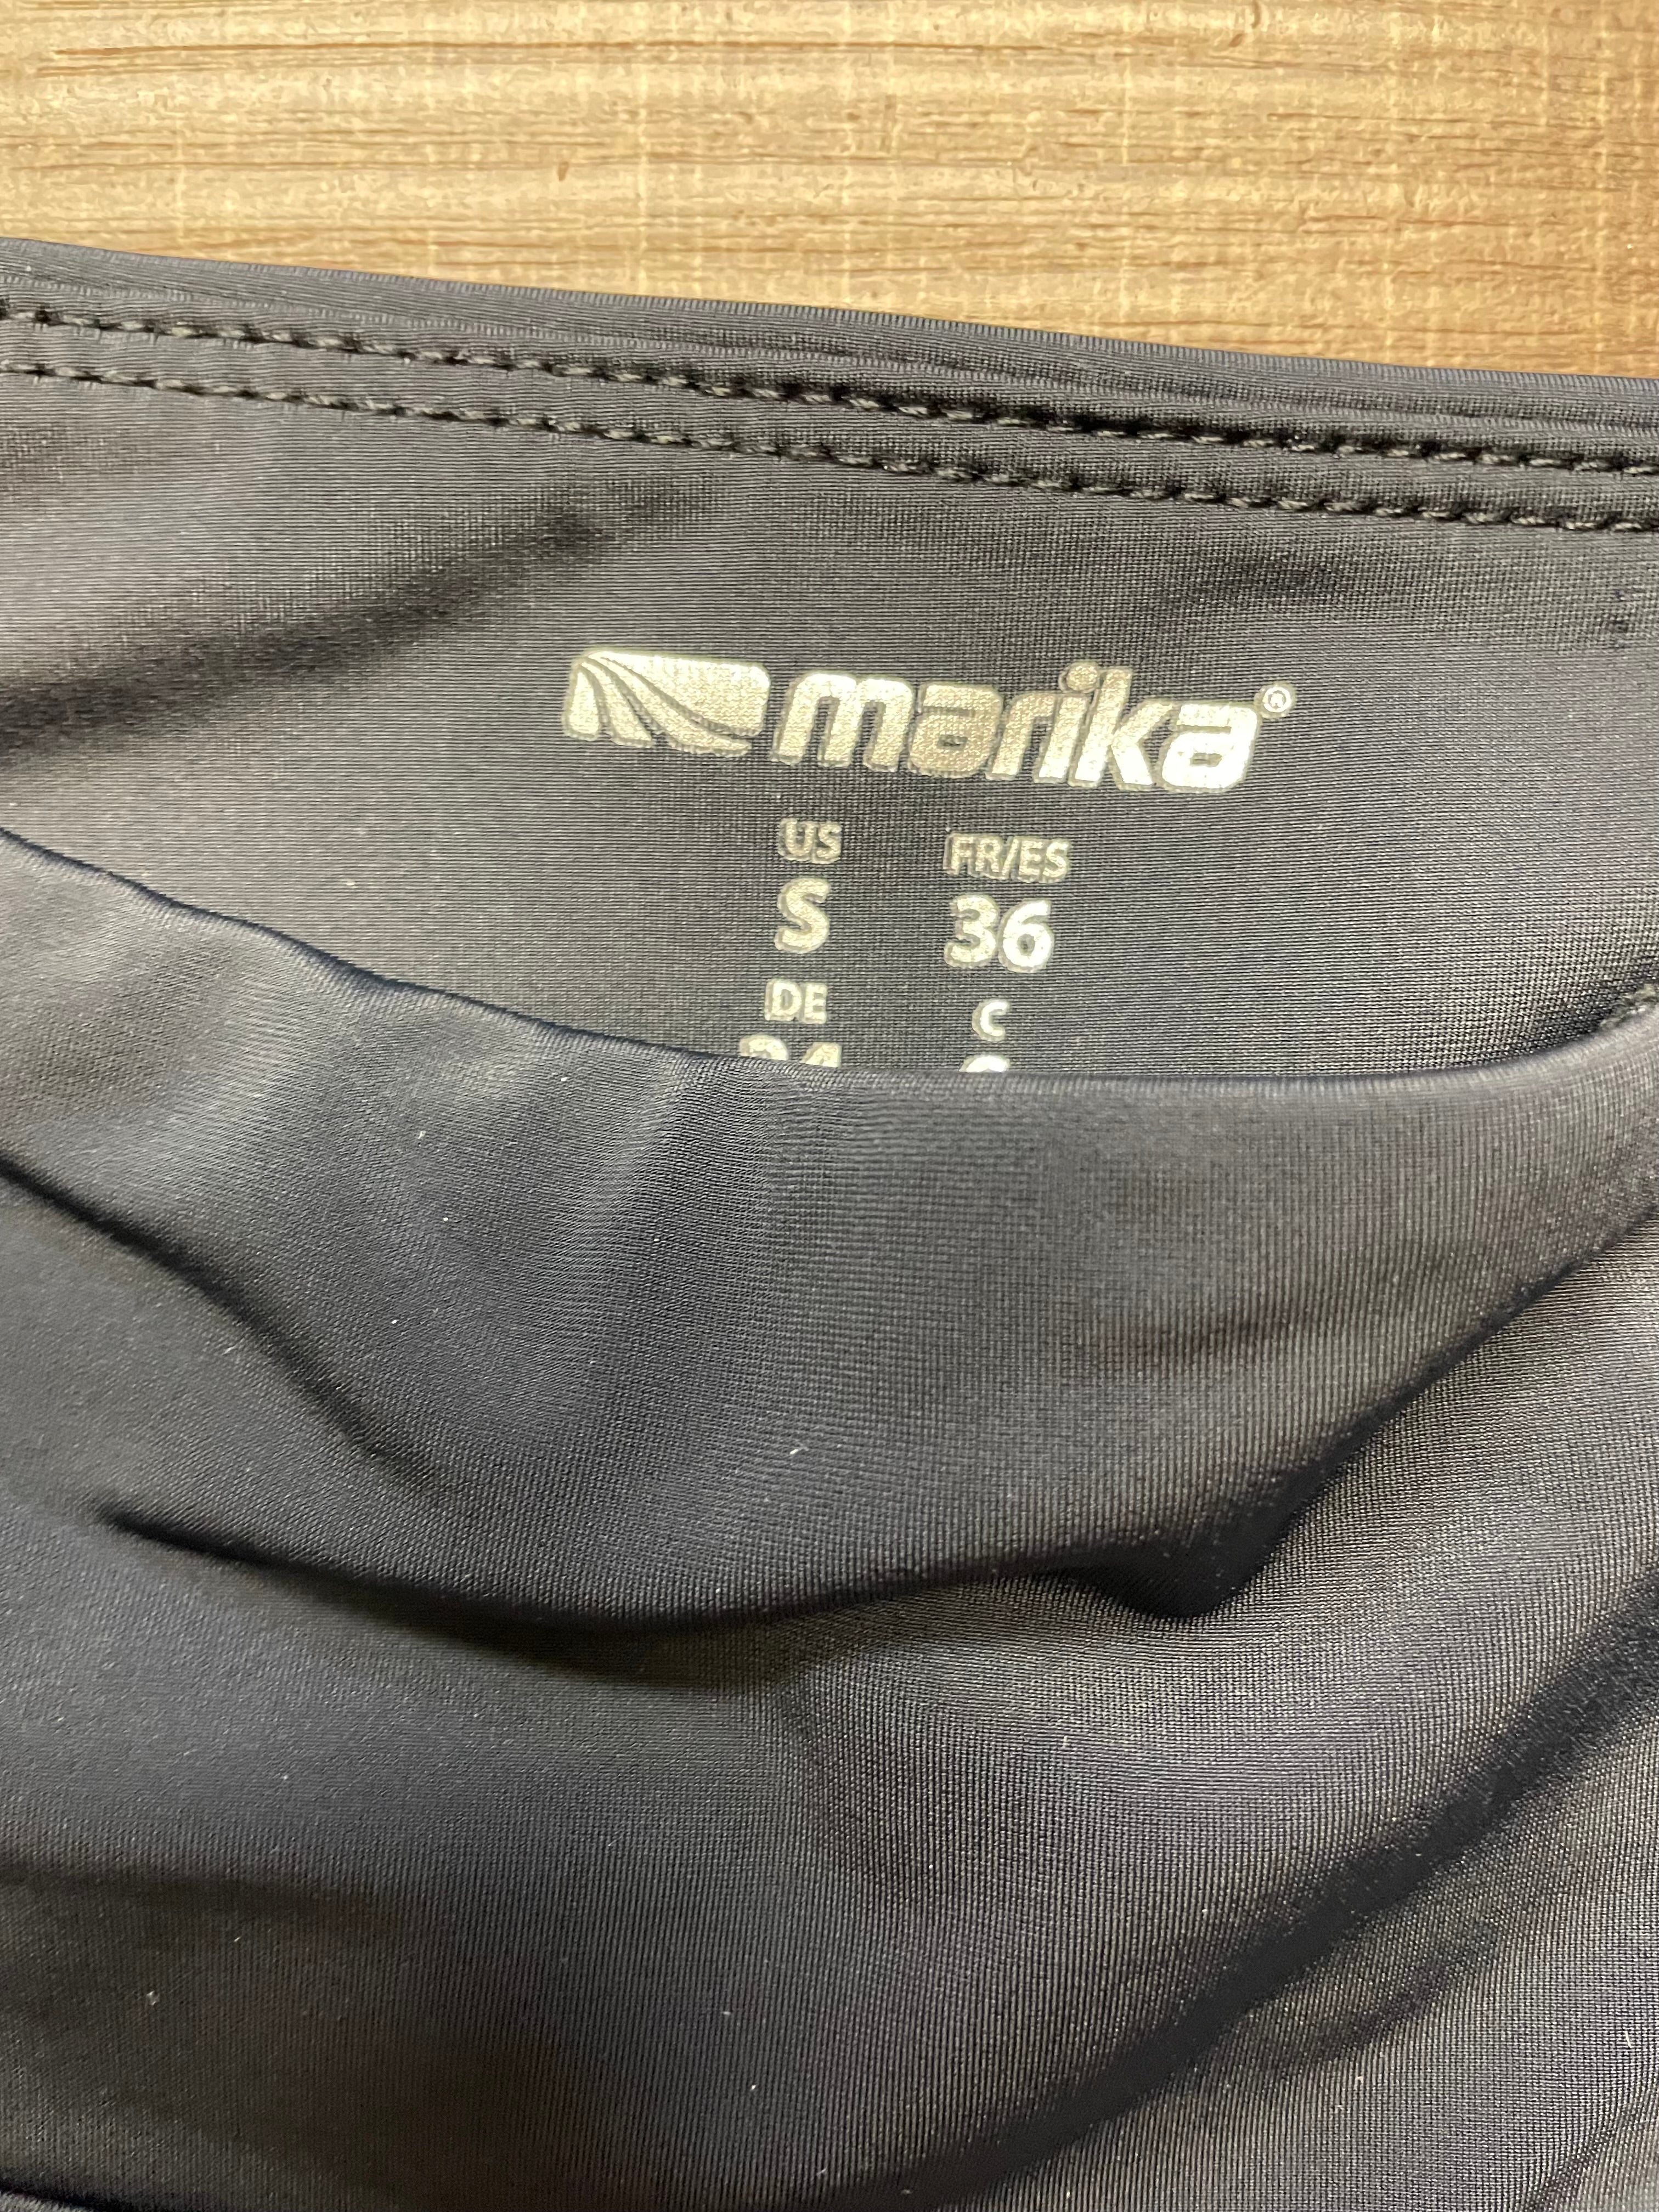 marika®
US FR/ES
S 36
DE C